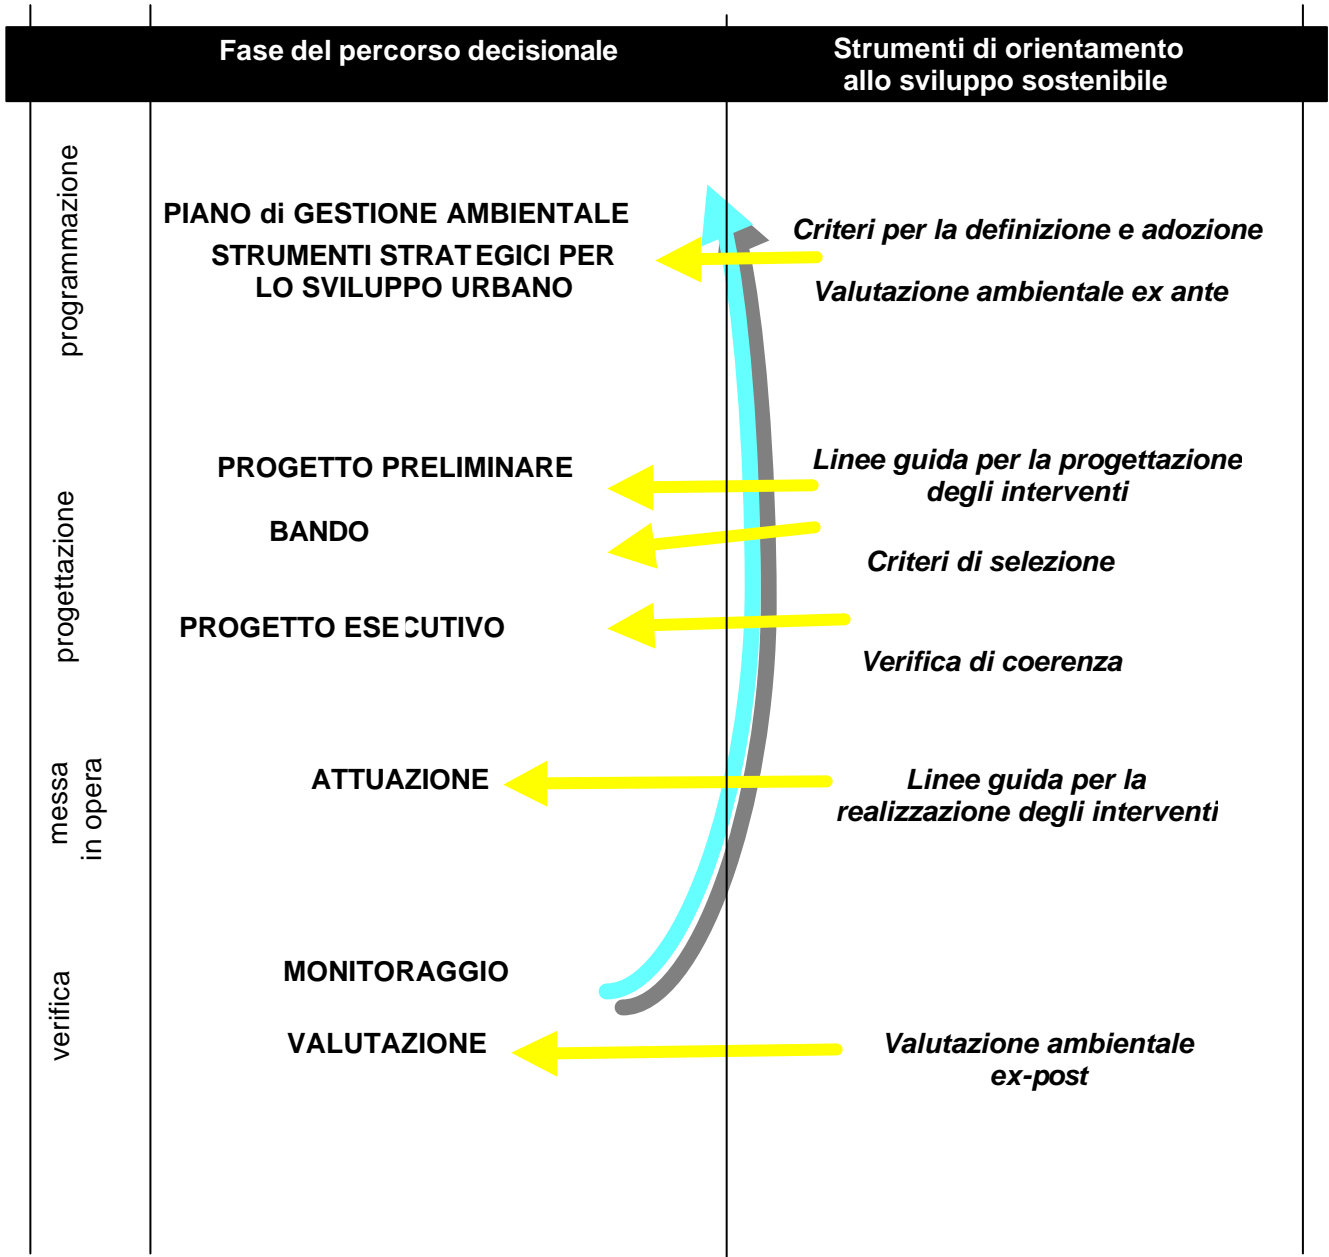 Fase del percorso decisionale
Strumenti di orientamento
allo sviluppo sostenibile
programmazione
PIANO di GESTIONE AMBIENTALE
STRUMENTI STRATEGICI PER
LO SVILUPPO URBANO
Criteri per la definizione e adozione
Valutazione ambientale ex ante
progettazione
PROGETTO PRELIMINARE
Linee guida per la progettazione
degli interventi
BANDO
Criteri di selezione
PROGETTO ESECUTIVO
Verifica di coerenza
messa
in opera
ATTUAZIONE
Linee guida per la
realizzazione degli interventi
verifica
MONITORAGGIO
VALUTAZIONE
Valutazione ambientale
ex-post